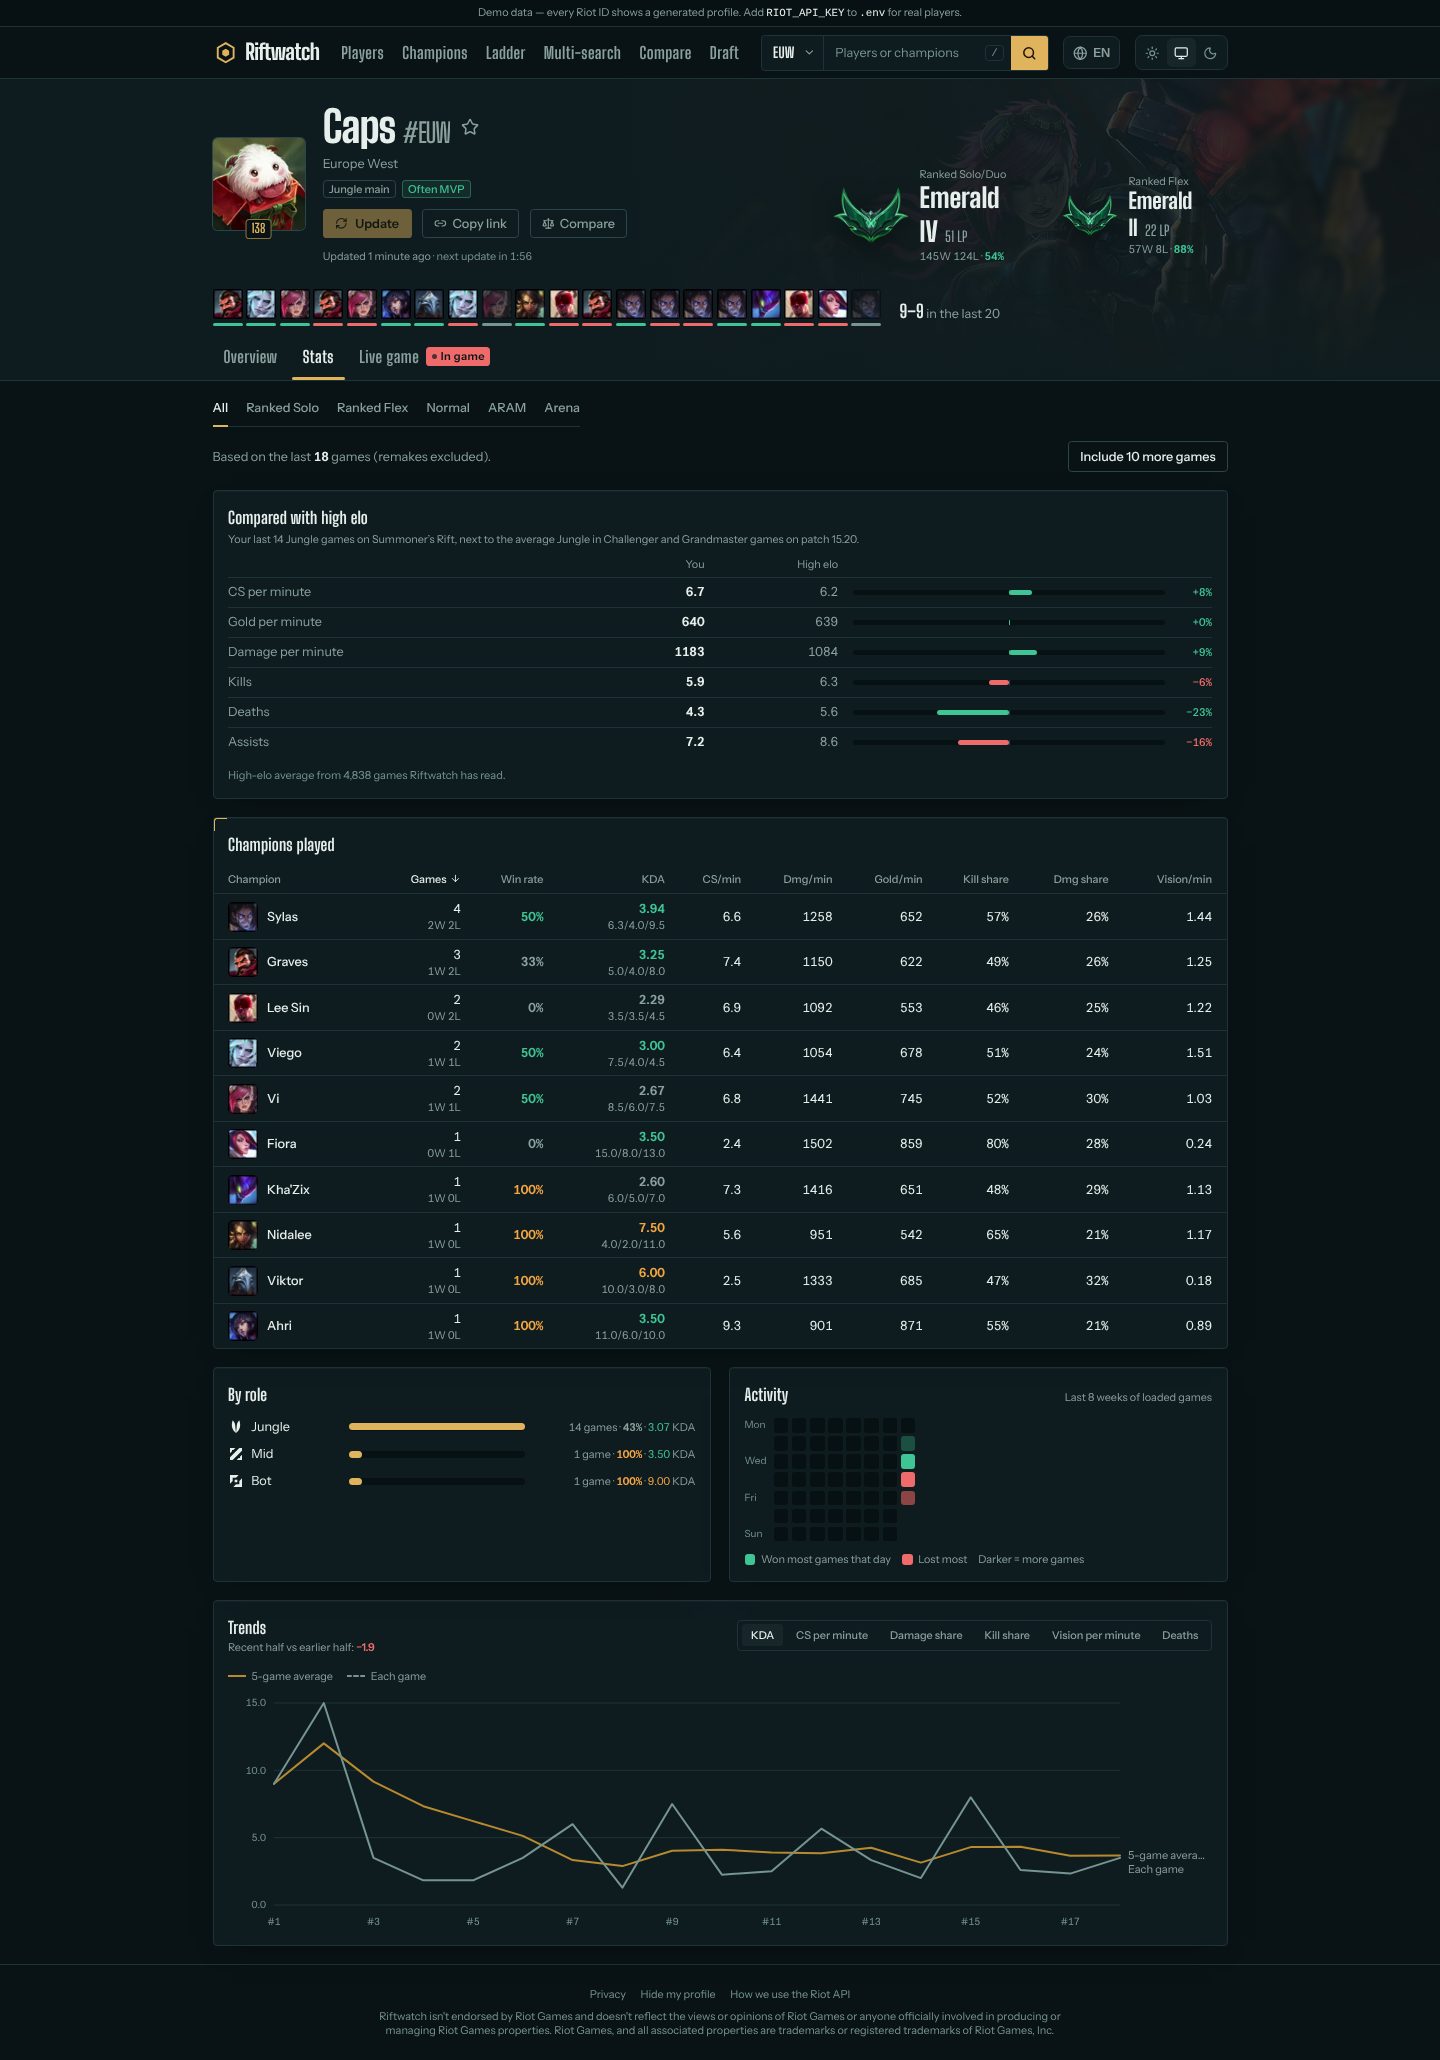 Demo data — every Riot ID shows a generated profile. Add RIOT_API_KEY to .env for real players.
Riftwatch Players Champions Ladder Multi-search Compare Draft EUW Players or champions / EN
Caps #EUW
Europe West
Jungle main Often MVP
Update Copy link Compare
Updated 1 minute ago · next update in 1:56
138
Ranked Solo/Duo
Emerald
IV 51 LP
145W 124L · 54%
Ranked Flex
Emerald
II 22 LP
57W 8L · 88%
9–9 in the last 20
Overview Stats Live game In game
All Ranked Solo Ranked Flex Normal ARAM Arena
Based on the last 18 games (remakes excluded). Include 10 more games
Compared with high elo
Your last 14 Jungle games on Summoner's Rift, next to the average Jungle in Challenger and Grandmaster games on patch 15.20.
You High elo
CS per minute 6.7 6.2 +8%
Gold per minute 640 639 +0%
Damage per minute 1183 1084 +9%
Kills 5.9 6.3 −6%
Deaths 4.3 5.6 −23%
Assists 7.2 8.6 −16%
High-elo average from 4,838 games Riftwatch has read.
Champions played
Champion Games ↓ Win rate KDA CS/min Dmg/min Gold/min Kill share Dmg share Vision/min
Sylas 4 50% 3.94 6.6 1258 652 57% 26% 1.44
2W 2L 6.3/4.0/9.5
Graves 3 33% 3.25 7.4 1150 622 49% 26% 1.25
1W 2L 5.0/4.0/8.0
Lee Sin 2 0% 2.29 6.9 1092 553 46% 25% 1.22
0W 2L 3.5/3.5/4.5
Viego 2 50% 3.00 6.4 1054 678 51% 24% 1.51
1W 1L 7.5/4.0/4.5
Vi 2 50% 2.67 6.8 1441 745 52% 30% 1.03
1W 1L 8.5/6.0/7.5
Fiora 1 0% 3.50 2.4 1502 859 80% 28% 0.24
0W 1L 15.0/8.0/13.0
Kha'Zix 1 100% 2.60 7.3 1416 651 48% 29% 1.13
1W 0L 6.0/5.0/7.0
Nidalee 1 100% 7.50 5.6 951 542 65% 21% 1.17
1W 0L 4.0/2.0/11.0
Viktor 1 100% 6.00 2.5 1333 685 47% 32% 0.18
1W 0L 10.0/3.0/8.0
Ahri 1 100% 3.50 9.3 901 871 55% 21% 0.89
1W 0L 11.0/6.0/10.0
By role
Jungle 14 games · 43% · 3.07 KDA
Mid 1 game · 100% · 3.50 KDA
Bot 1 game · 100% · 9.00 KDA
Activity Last 8 weeks of loaded games
Mon
Wed
Fri
Sun
Won most games that day Lost most Darker = more games
Trends
Recent half vs earlier half: −1.9
KDA CS per minute Damage share Kill share Vision per minute Deaths
5-game average Each game
15.0
10.0
5.0
0.0
5-game avera…
Each game
#1 #3 #5 #7 #9 #11 #13 #15 #17
Privacy Hide my profile How we use the Riot API
Riftwatch isn't endorsed by Riot Games and doesn't reflect the views or opinions of Riot Games or anyone officially involved in producing or
managing Riot Games properties. Riot Games, and all associated properties are trademarks or registered trademarks of Riot Games, Inc.